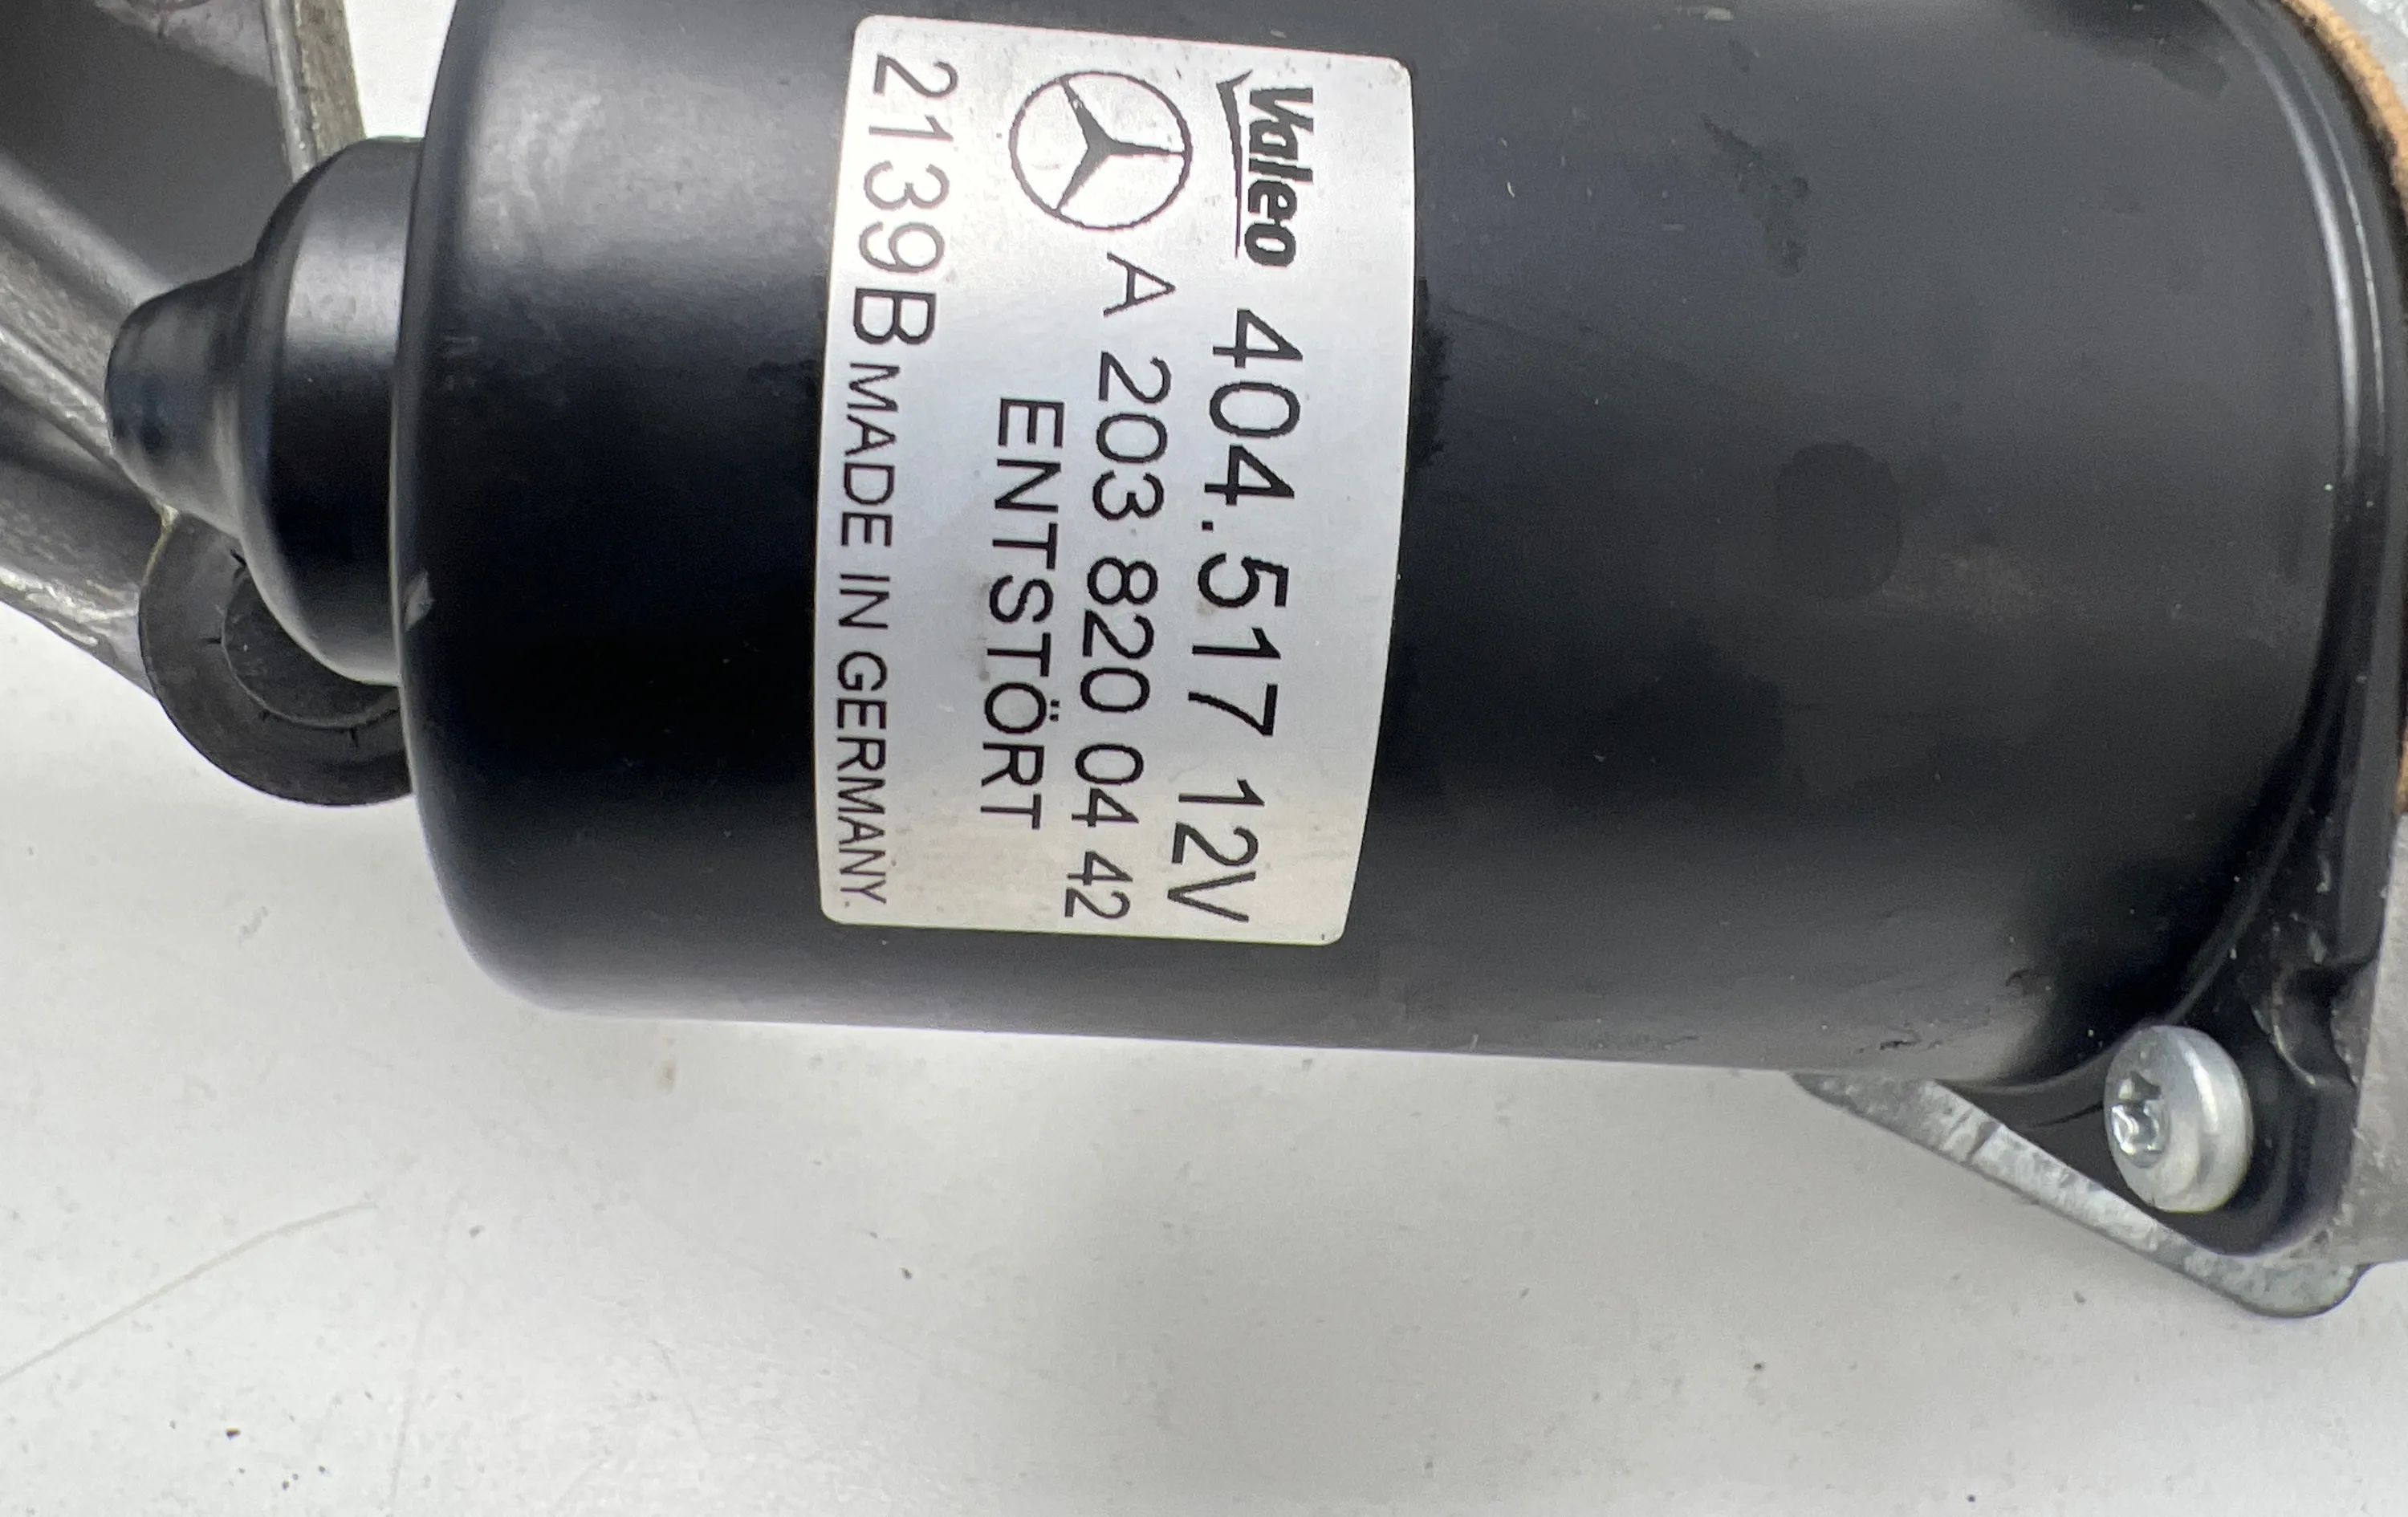 Valeo 404.517 12V
A 203 820 04 42
ENTSTÖRT
2139B MADE IN GERMANY.